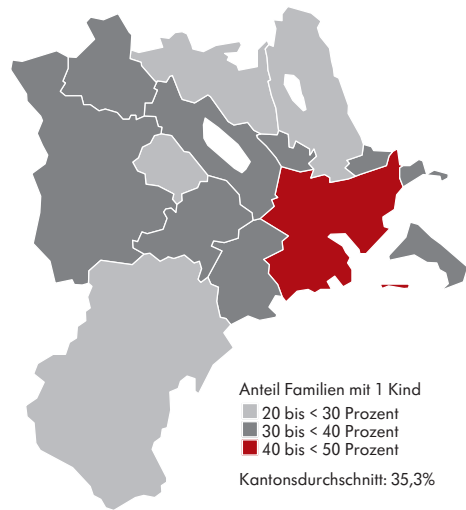 Anteil Familien mit 1 Kind
20 bis < 30 Prozent
30 bis < 40 Prozent
40 bis < 50 Prozent
Kantonsdurchschnitt: 35,3%